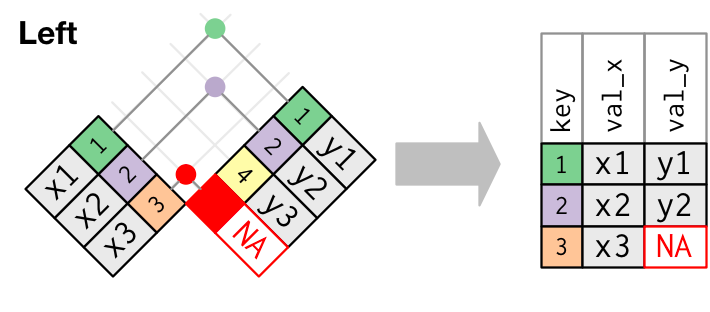 Left
1 x1
2 x2
3 x3
1 y1
2 y2
4 y3
NA
key val_x val_y
1 x1 y1
2 x2 y2
3 x3 NA